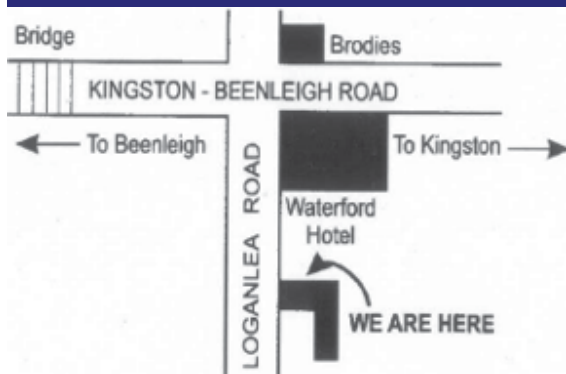 Bridge
Brodies
KINGSTON - BEENLEIGH ROAD
To Beenleigh
To Kingston
LOGANLEA ROAD
Waterford
Hotel
WE ARE HERE